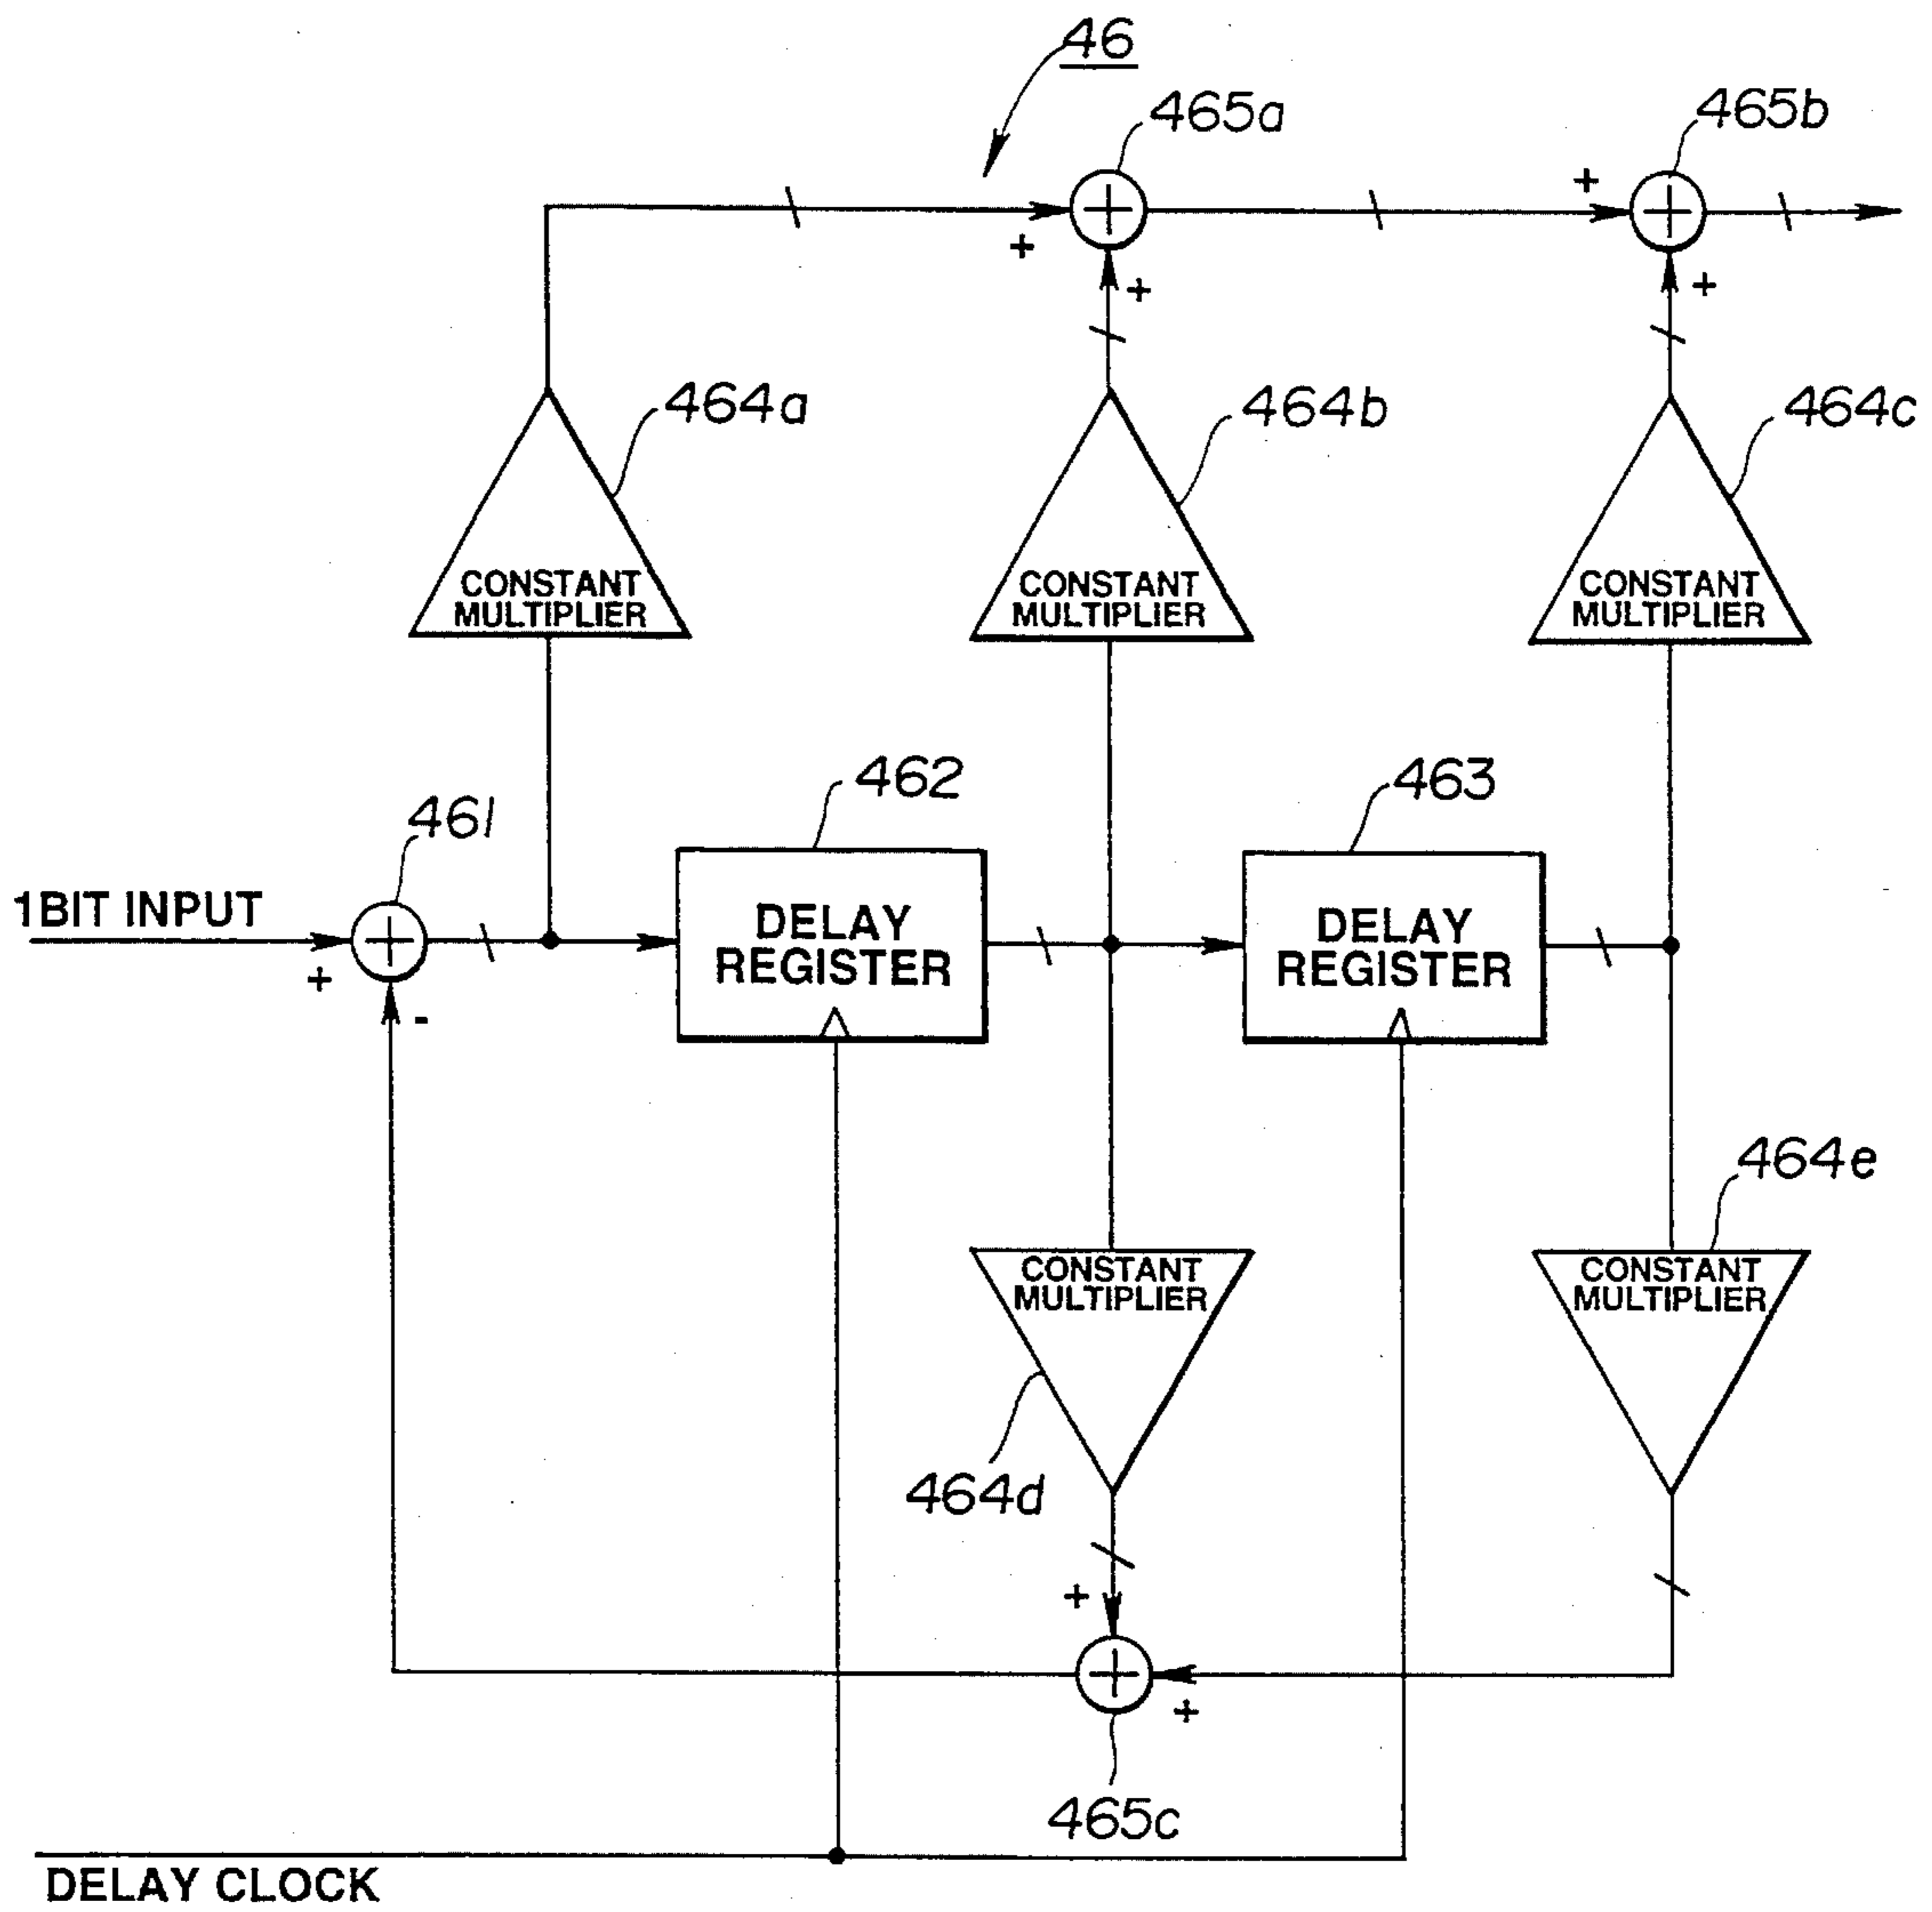 46
465a
465b
+
+
+
+
464a
464b
464c
CONSTANT
MULTIPLIER
CONSTANT
MULTIPLIER
CONSTANT
MULTIPLIER
462
463
461
1BIT INPUT
+
-
DELAY
REGISTER
DELAY
REGISTER
464e
CONSTANT
MULTIPLIER
CONSTANT
MULTIPLIER
464d
+
+
465c
DELAY CLOCK